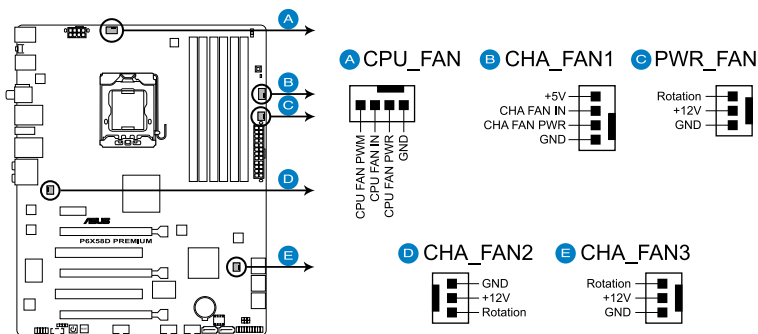 A
B
C
D
E
ASUS
P6X58D PREMIUM
A CPU_FAN
CPU FAN PWM
CPU FAN IN
CPU FAN PWR
GND
B CHA_FAN1
+5V
CHA FAN IN
CHA FAN PWR
GND
C PWR_FAN
Rotation
+12V
GND
D CHA_FAN2
GND
+12V
Rotation
E CHA_FAN3
Rotation
+12V
GND